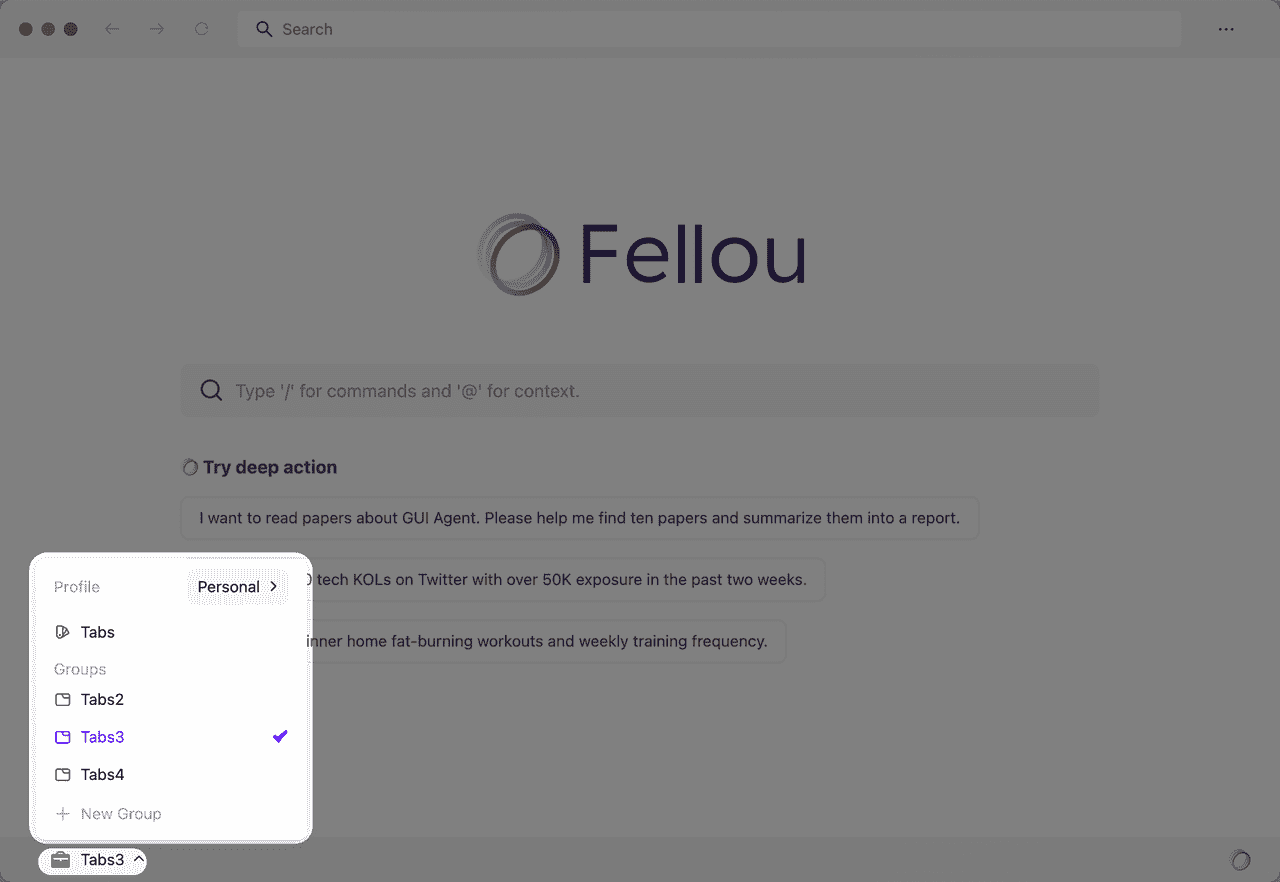 Search
Fellou
Type '/' for commands and '@' for context.
Try deep action
I want to read papers about GUI Agent. Please help me find ten papers and summarize them into a report.
tech KOLs on Twitter with over 50K exposure in the past two weeks.
home fat-burning workouts and weekly training frequency.
Profile
Personal
Tabs
Groups
Tabs2
Tabs3
Tabs4
New Group
Tabs3